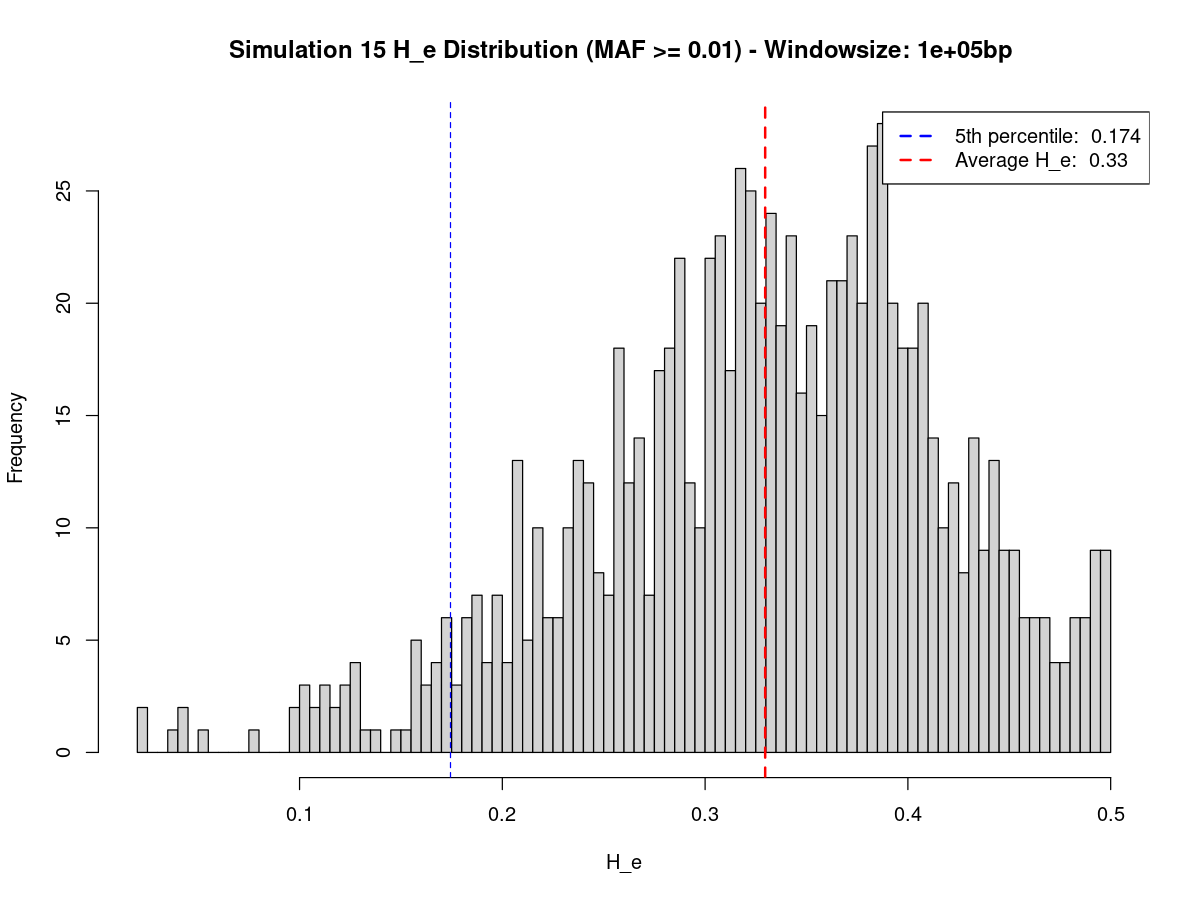 Simulation 15 H_e Distribution (MAF >= 0.01) - Windowsize: 1e+05bp
5th percentile: 0.174
Average H_e: 0.33
Frequency
25
20
15
10
5
0
0.1 0.2 0.3 0.4 0.5
H_e